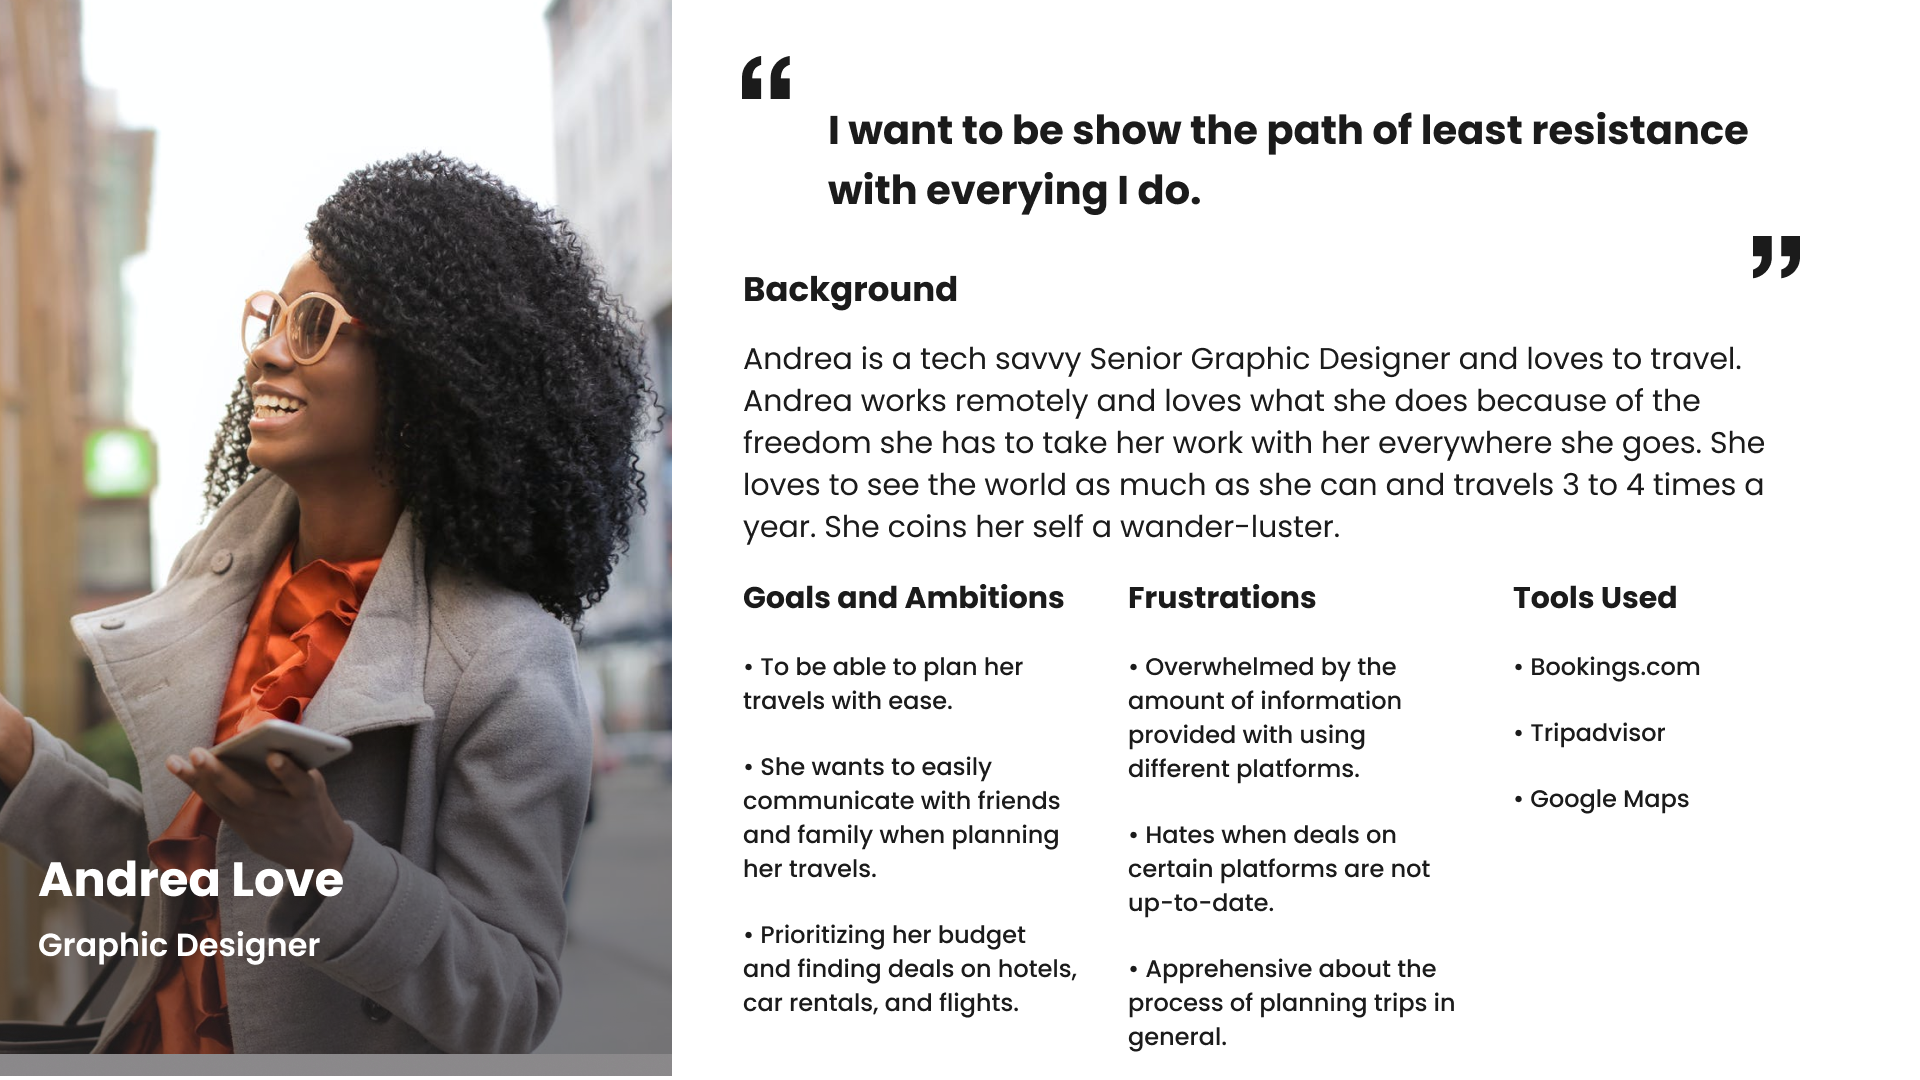 “
I want to be show the path of least resistance
with everying I do.
”
Background
Andrea is a tech savvy Senior Graphic Designer and loves to travel.
Andrea works remotely and loves what she does because of the
freedom she has to take her work with her everywhere she goes. She
loves to see the world as much as she can and travels 3 to 4 times a
year. She coins her self a wander-luster.
Goals and Ambitions
• To be able to plan her
travels with ease.
• She wants to easily
communicate with friends
and family when planning
her travels.
• Prioritizing her budget
and finding deals on hotels,
car rentals, and flights.
Frustrations
• Overwhelmed by the
amount of information
provided with using
different platforms.
• Hates when deals on
certain platforms are not
up-to-date.
• Apprehensive about the
process of planning trips in
general.
Tools Used
• Bookings.com
• Tripadvisor
• Google Maps
Andrea Love
Graphic Designer